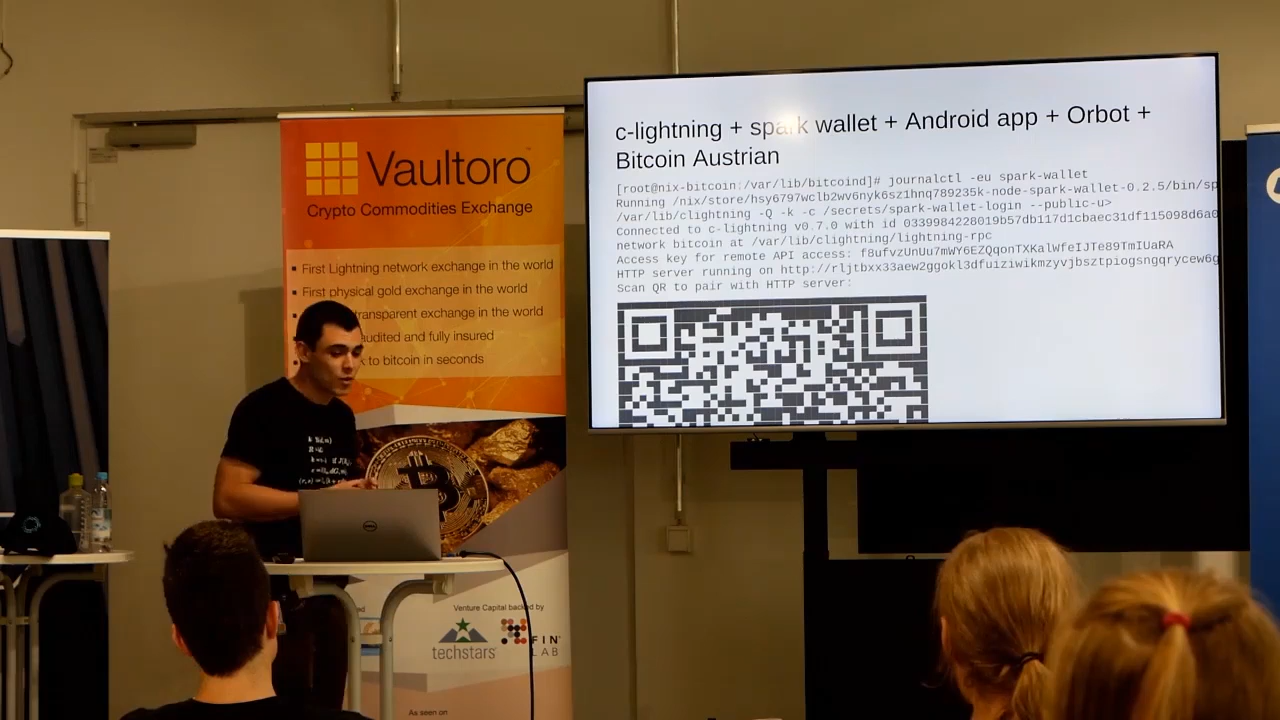 Vaultoro
Crypto Commodities Exchange
First Lightning network exchange in the world
First physical gold exchange in the world
transparent exchange in the world
audited and fully insured
to bitcoin in seconds
Venture Capital backed by
techstars
FIN
LAB
As seen on
DELL
c-lightning + spark wallet + Android app + Orbot +
Bitcoin Austrian
[root@nix-bitcoin:/var/lib/bitcoind]# journalctl -eu spark-wallet
Running /nix/store/hsy6797wclb2wv6nyk6sz1hnq789235k-node-spark-wallet-0.2.5/bin/sp
/var/lib/clightning -Q -k -c /secrets/spark-wallet-login --public-u>
Connected to c-lightning v0.7.0 with id 0339984228019b57db117d1cbaec31df115098d6a0
network bitcoin at /var/lib/clightning/lightning-rpc
Access key for remote API access: f8ufvzUnUu7mWY6EZQqonTXKalWfeIJTe89TmIUaRA
HTTP server running on http://rljtbxx33aew2ggokl3dfuiziwikmzyvjbsztpiogsngqrycew6g
Scan QR to pair with HTTP server: